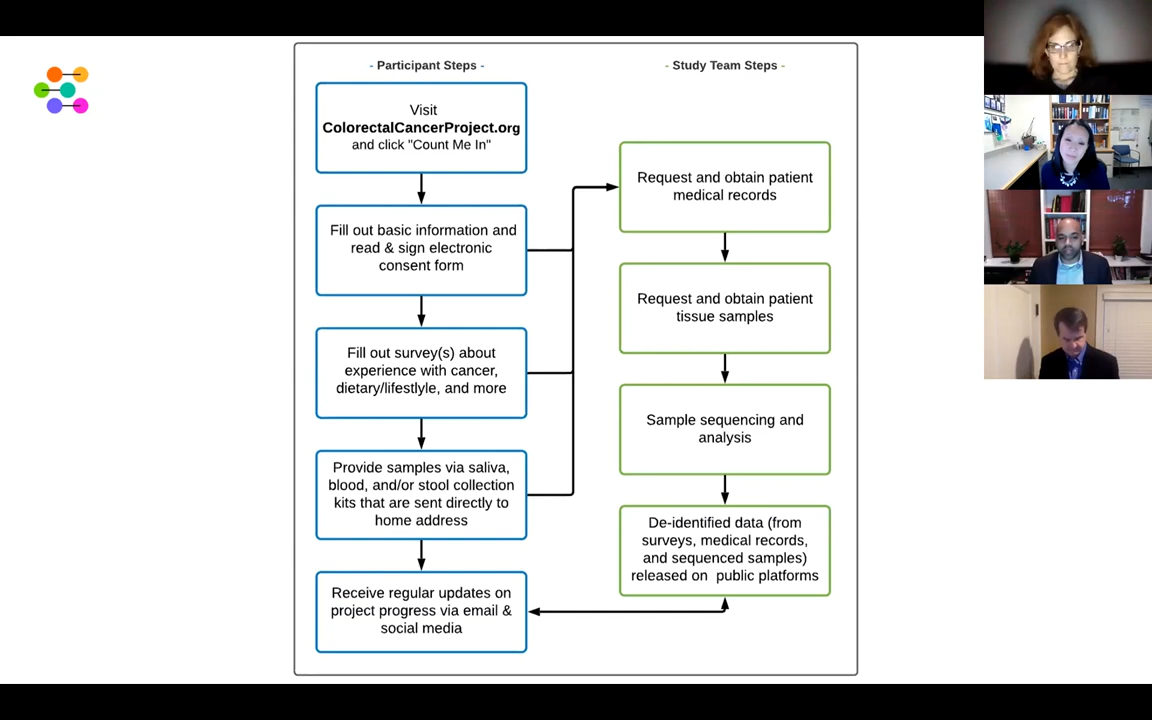 - Participant Steps -
Visit
ColorectalCancerProject.org
and click "Count Me In"
Fill out basic information and
read & sign electronic
consent form
Fill out survey(s) about
experience with cancer,
dietary/lifestlyle, and more
Provide samples via saliva,
blood, and/or stool collection
kits that are sent directly to
home address
Receive regular updates on
project progress via email &
social media
- Study Team Steps -
Request and obtain patient
medical records
Request and obtain patient
tissue samples
Sample sequencing and
analysis
De-identified data (from
surveys, medical records,
and sequenced samples)
released on public platforms